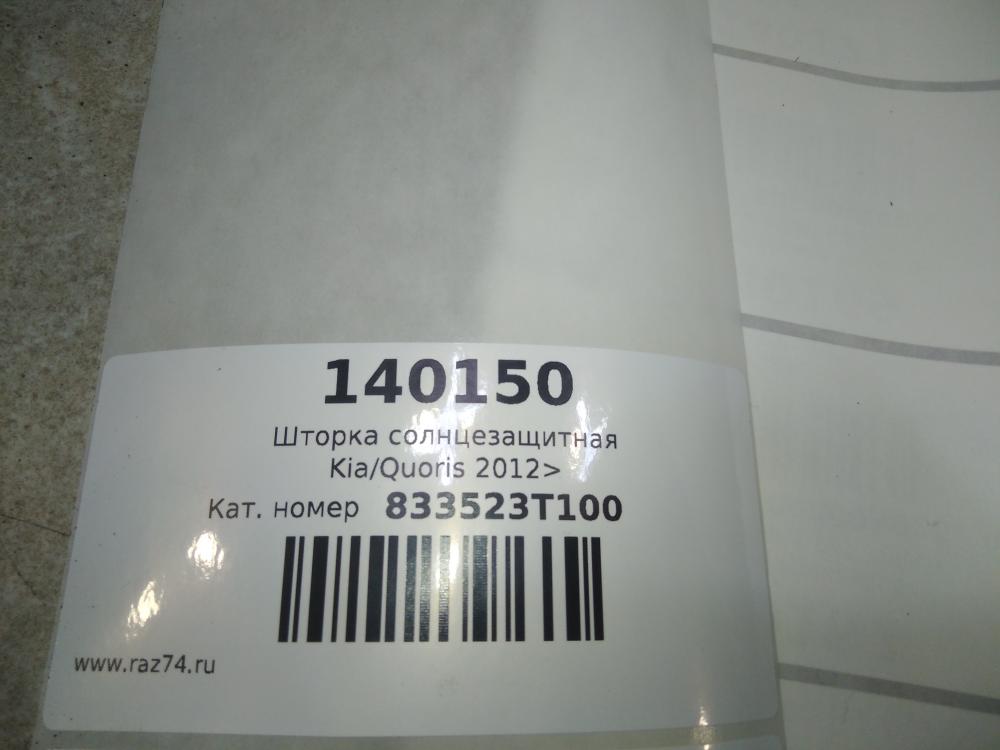 140150
Шторка солнцезащитная
Kia/Quoris 2012>
Кат. номер 833523T100
www.raz74.ru